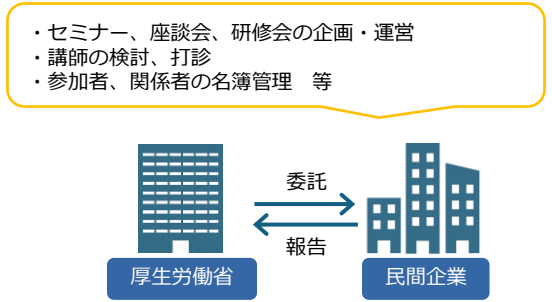 ・セミナー、座談会、研修会の企画・運営
・講師の検討、打診
・参加者、関係者の名簿管理　等
委託
報告
厚生労働省
民間企業